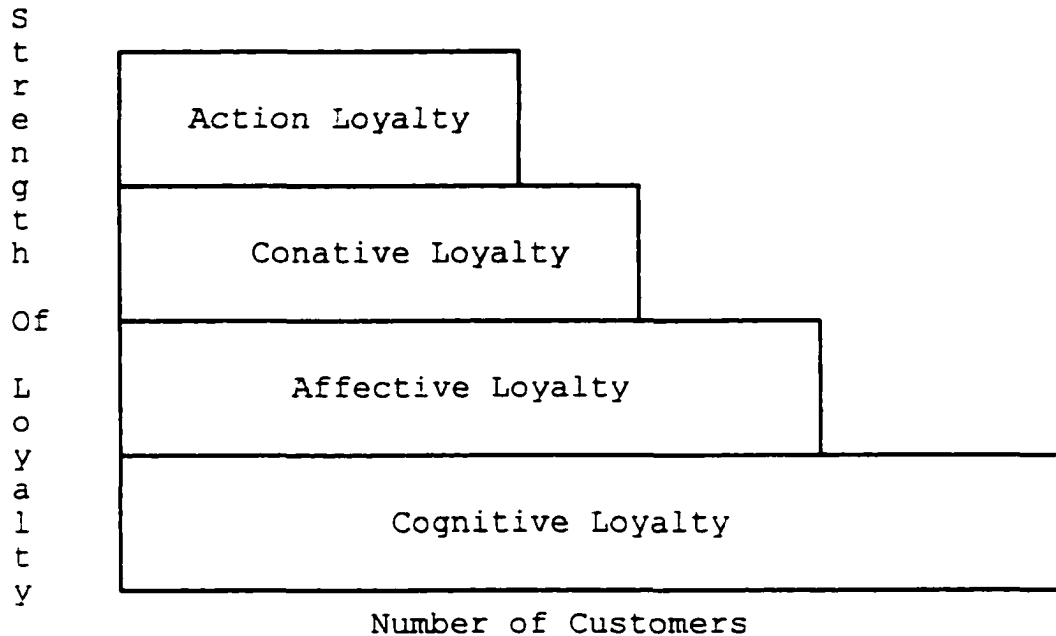 Strength Of Loyalty
Action Loyalty
Conative Loyalty
Affective Loyalty
Cognitive Loyalty
Number of Customers